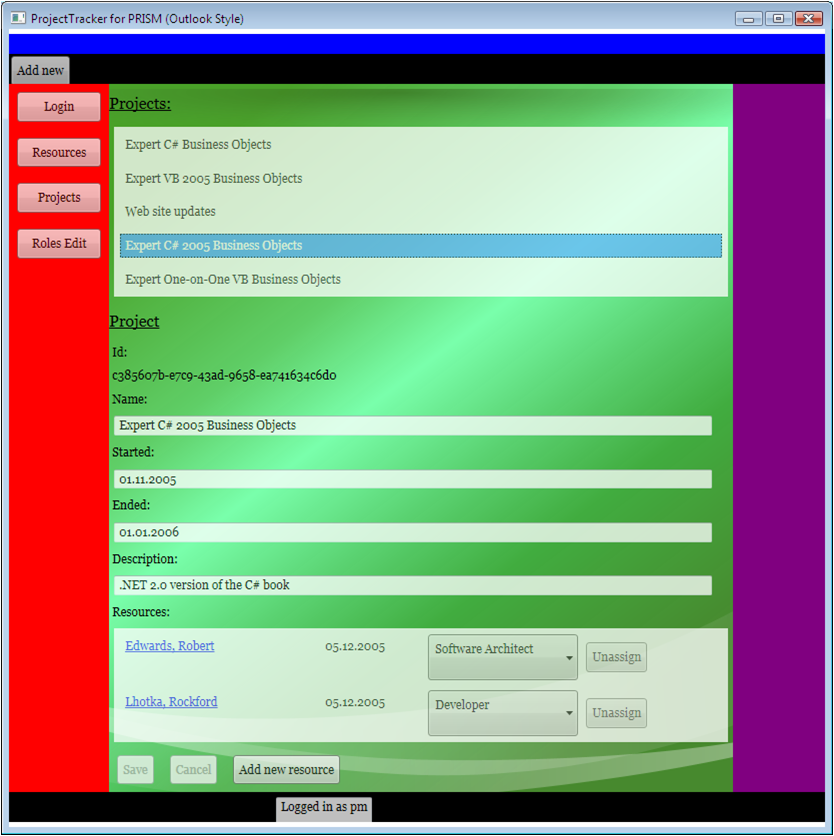 ProjectTracker for PRISM (Outlook Style)
Add new
Login
Resources
Projects
Roles Edit
Projects:
Expert C# Business Objects
Expert VB 2005 Business Objects
Web site updates
Expert C# 2005 Business Objects
Expert One-on-One VB Business Objects
Project
Id:
c385607b-e7c9-43ad-9658-ea741634c6d0
Name:
Expert C# 2005 Business Objects
Started:
01.11.2005
Ended:
01.01.2006
Description:
.NET 2.0 version of the C# book
Resources:
Edwards, Robert 05.12.2005 Software Architect Unassign
Lhotka, Rockford 05.12.2005 Developer Unassign
Save Cancel Add new resource
Logged in as pm